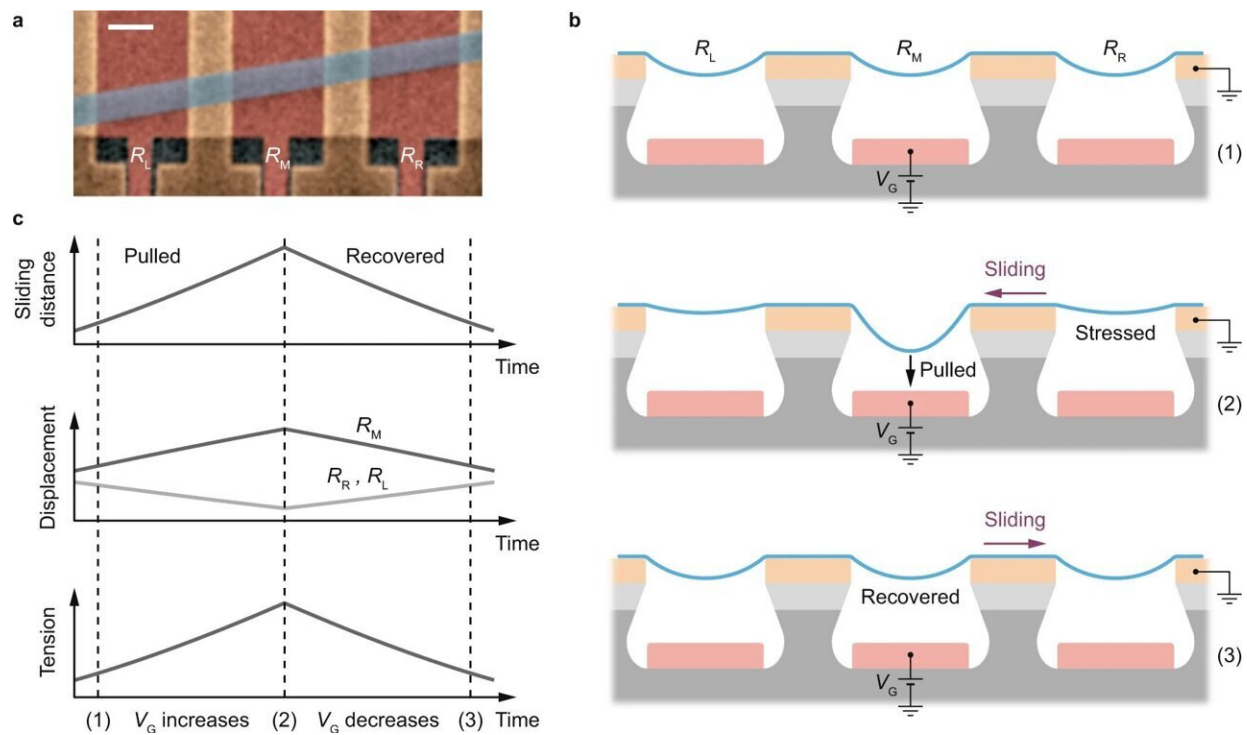 a
R_L
R_M
R_R
b
R_L
R_M
R_R
V_G
(1)
Sliding
Stressed
Pulled
V_G
(2)
Sliding
Recovered
V_G
(3)
c
Sliding
distance
Pulled
Recovered
Time
Displacement
R_M
R_R , R_L
Time
Tension
(1) V_G increases (2) V_G decreases (3) Time